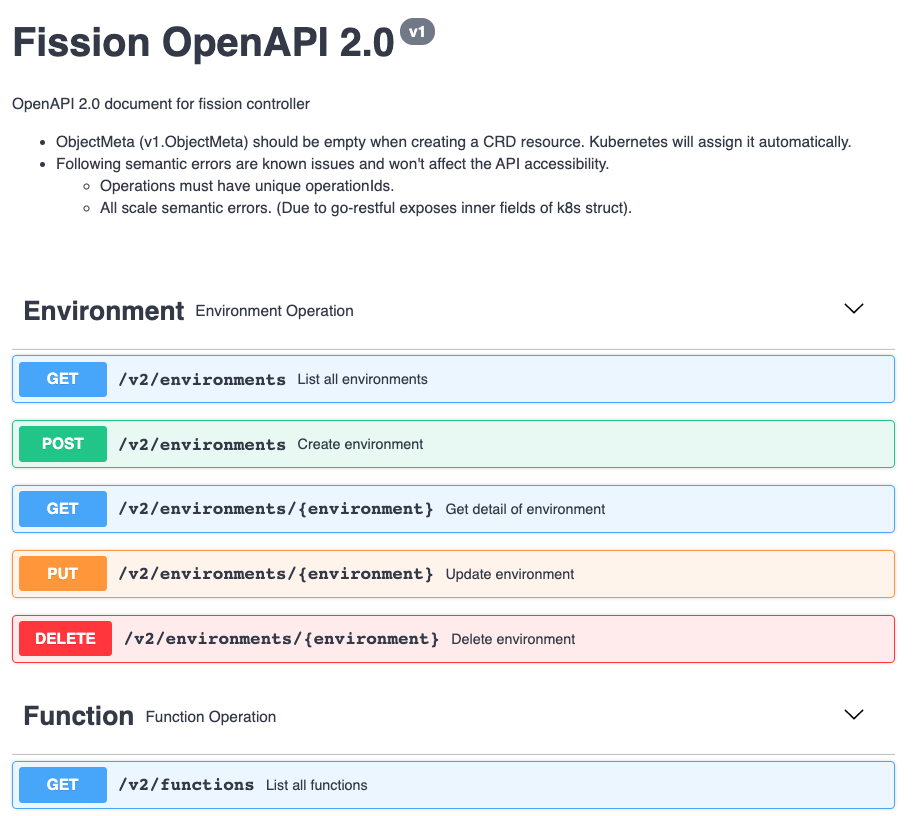 Fission OpenAPI 2.0 v1
OpenAPI 2.0 document for fission controller
ObjectMeta (v1.ObjectMeta) should be empty when creating a CRD resource. Kubernetes will assign it automatically.
Following semantic errors are known issues and won't affect the API accessibility.
Operations must have unique operationIds.
All scale semantic errors. (Due to go-restful exposes inner fields of k8s struct).
Environment Environment Operation
GET /v2/environments List all environments
POST /v2/environments Create environment
GET /v2/environments/{environment} Get detail of environment
PUT /v2/environments/{environment} Update environment
DELETE /v2/environments/{environment} Delete environment
Function Function Operation
GET /v2/functions List all functions